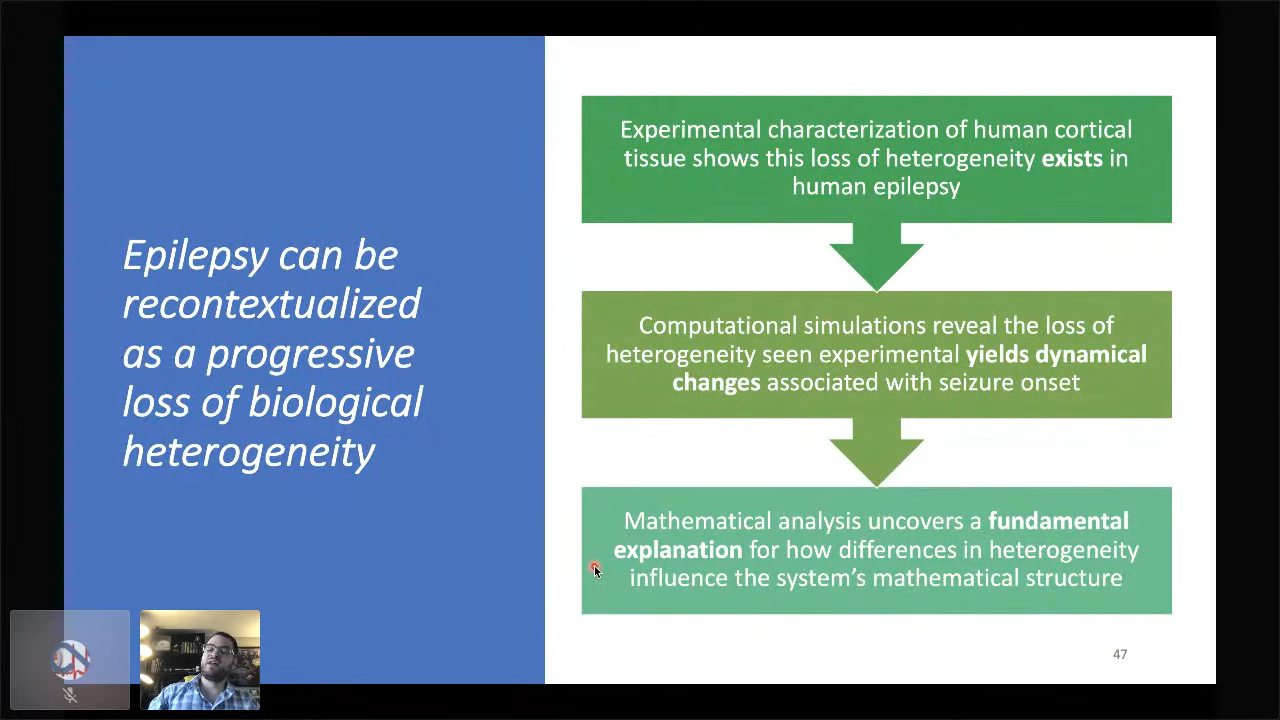 Epilepsy can be
recontextualized
as a progressive
loss of biological
heterogeneity
Experimental characterization of human cortical
tissue shows this loss of heterogeneity exists in
human epilepsy
Computational simulations reveal the loss of
heterogeneity seen experimental yields dynamical
changes associated with seizure onset
Mathematical analysis uncovers a fundamental
explanation for how differences in heterogeneity
influence the system's mathematical structure
47